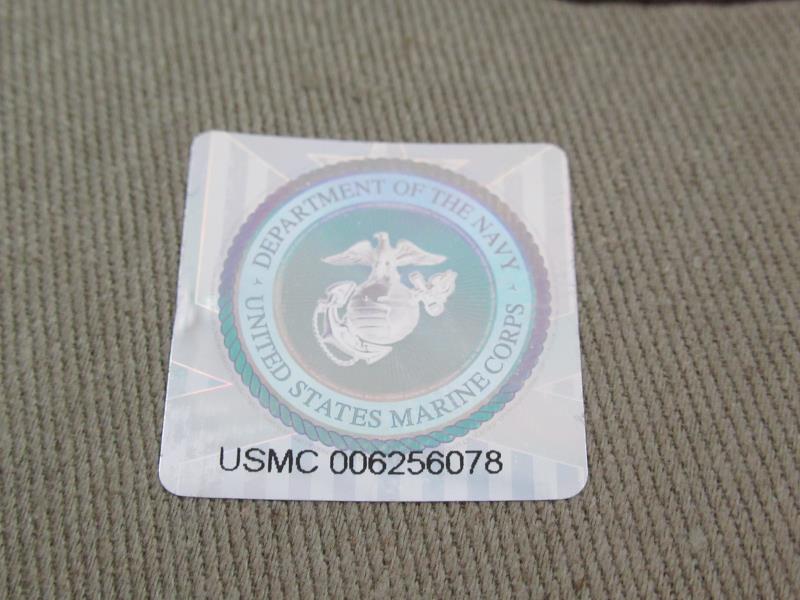 DEPARTMENT OF THE NAVY
UNITED STATES MARINE CORPS
USMC 006256078